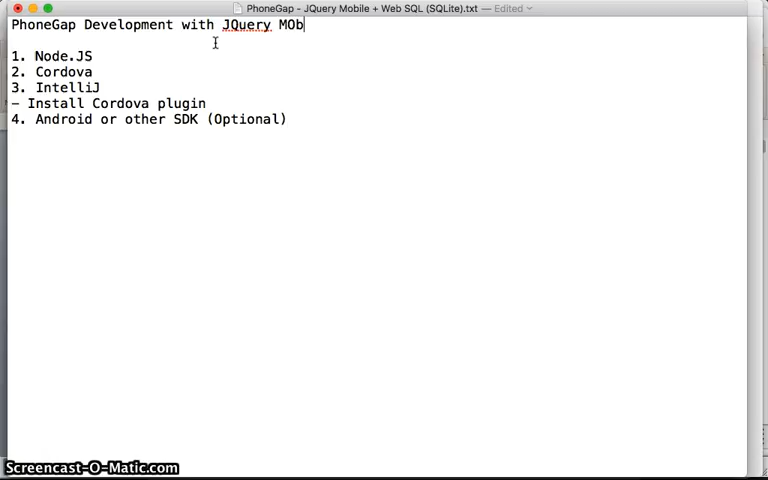 PhoneGap - JQuery Mobile + Web SQL (SQLite).txt — Edited
PhoneGap Development with JQuery MOb
1. Node.JS
2. Cordova
3. IntelliJ
– Install Cordova plugin
4. Android or other SDK (Optional)
Screencast-O-Matic.com